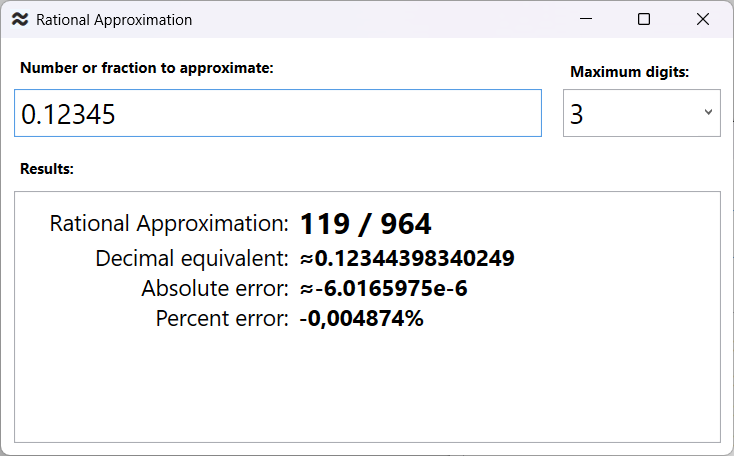 Rational Approximation
Number or fraction to approximate:
Maximum digits:
0.12345
3
Results:
Rational Approximation: 119 / 964
Decimal equivalent: ≈0.12344398340249
Absolute error: ≈-6.0165975e-6
Percent error: -0,004874%